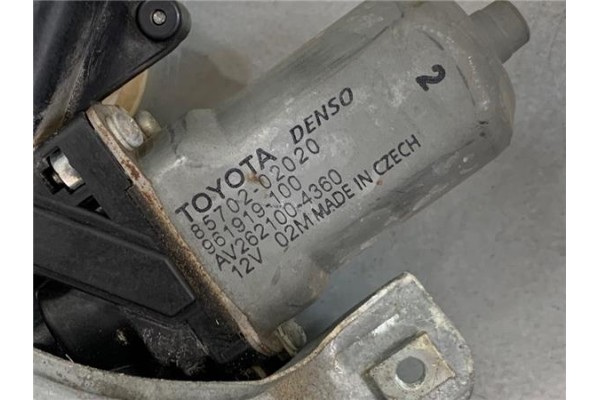 TOYOTA DENSO
85702-02020
961919-100
AV262100-4360
12V 02M MADE IN CZECH
2